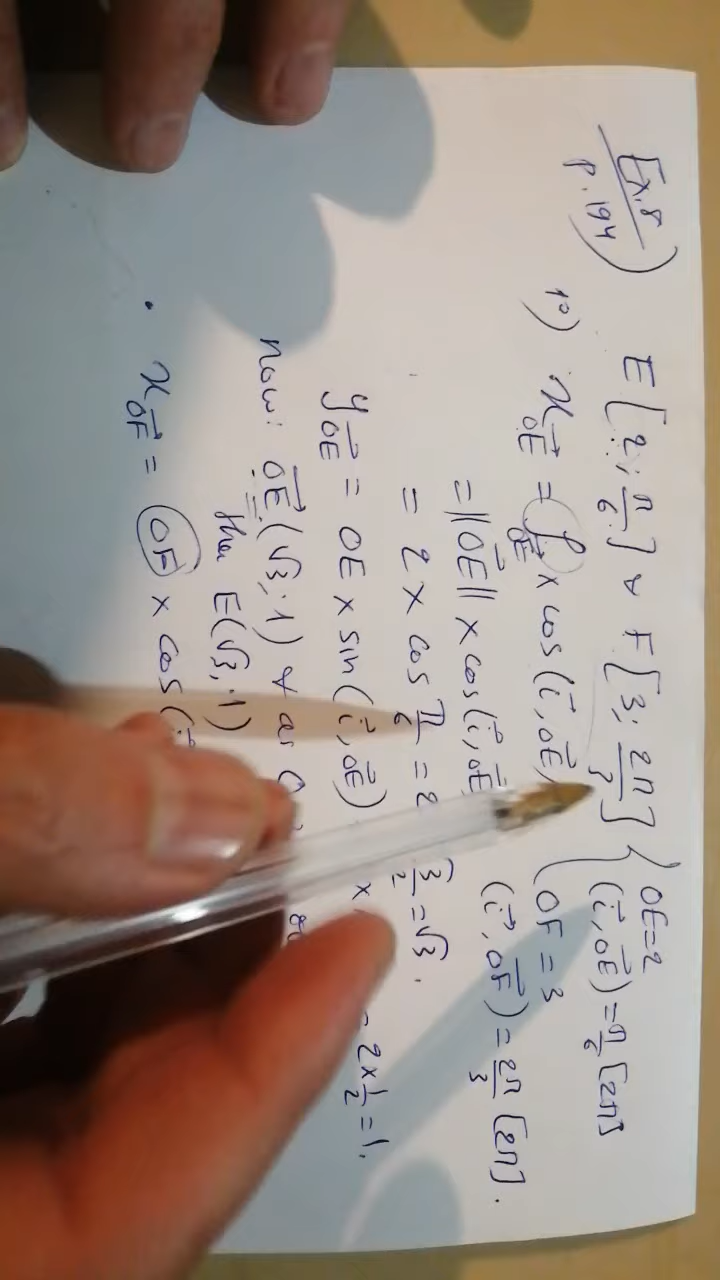 Ex.8
p.194
E[2; π/6] & F[3; 2π/3] { OE=2
(i⃗, OE⃗) = π/6 [2π]
OF = 3
(i⃗, OF⃗) = 2π/3 [2π].
1°) x_OE⃗ = ρ_OE⃗ × cos(i⃗, OE⃗)
= ||OE⃗|| × cos(i⃗, OE⃗
= 2 × cos π/6 = 2 √3/2 = √3.
y_OE⃗ = OE × sin(i⃗, OE⃗) × = 2 × 1/2 = 1.
now: OE⃗(√3; 1) & as
then E(√3; 1)
• x_OF⃗ = OF × cos(i⃗